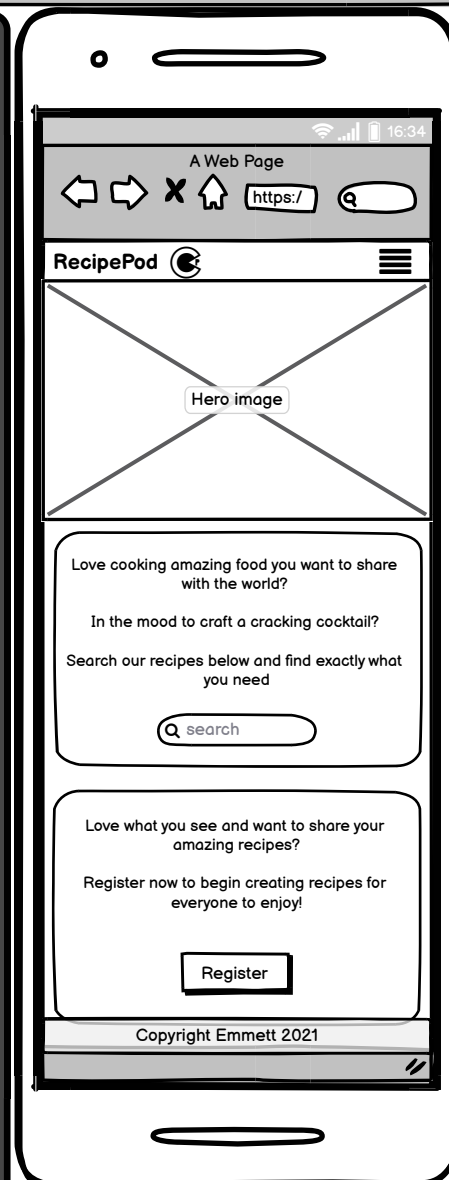 16:34
A Web Page
https:/
RecipePod
Hero image
Love cooking amazing food you want to share
with the world?
In the mood to craft a cracking cocktail?
Search our recipes below and find exactly what
you need
search
Love what you see and want to share your
amazing recipes?
Register now to begin creating recipes for
everyone to enjoy!
Register
Copyright Emmett 2021